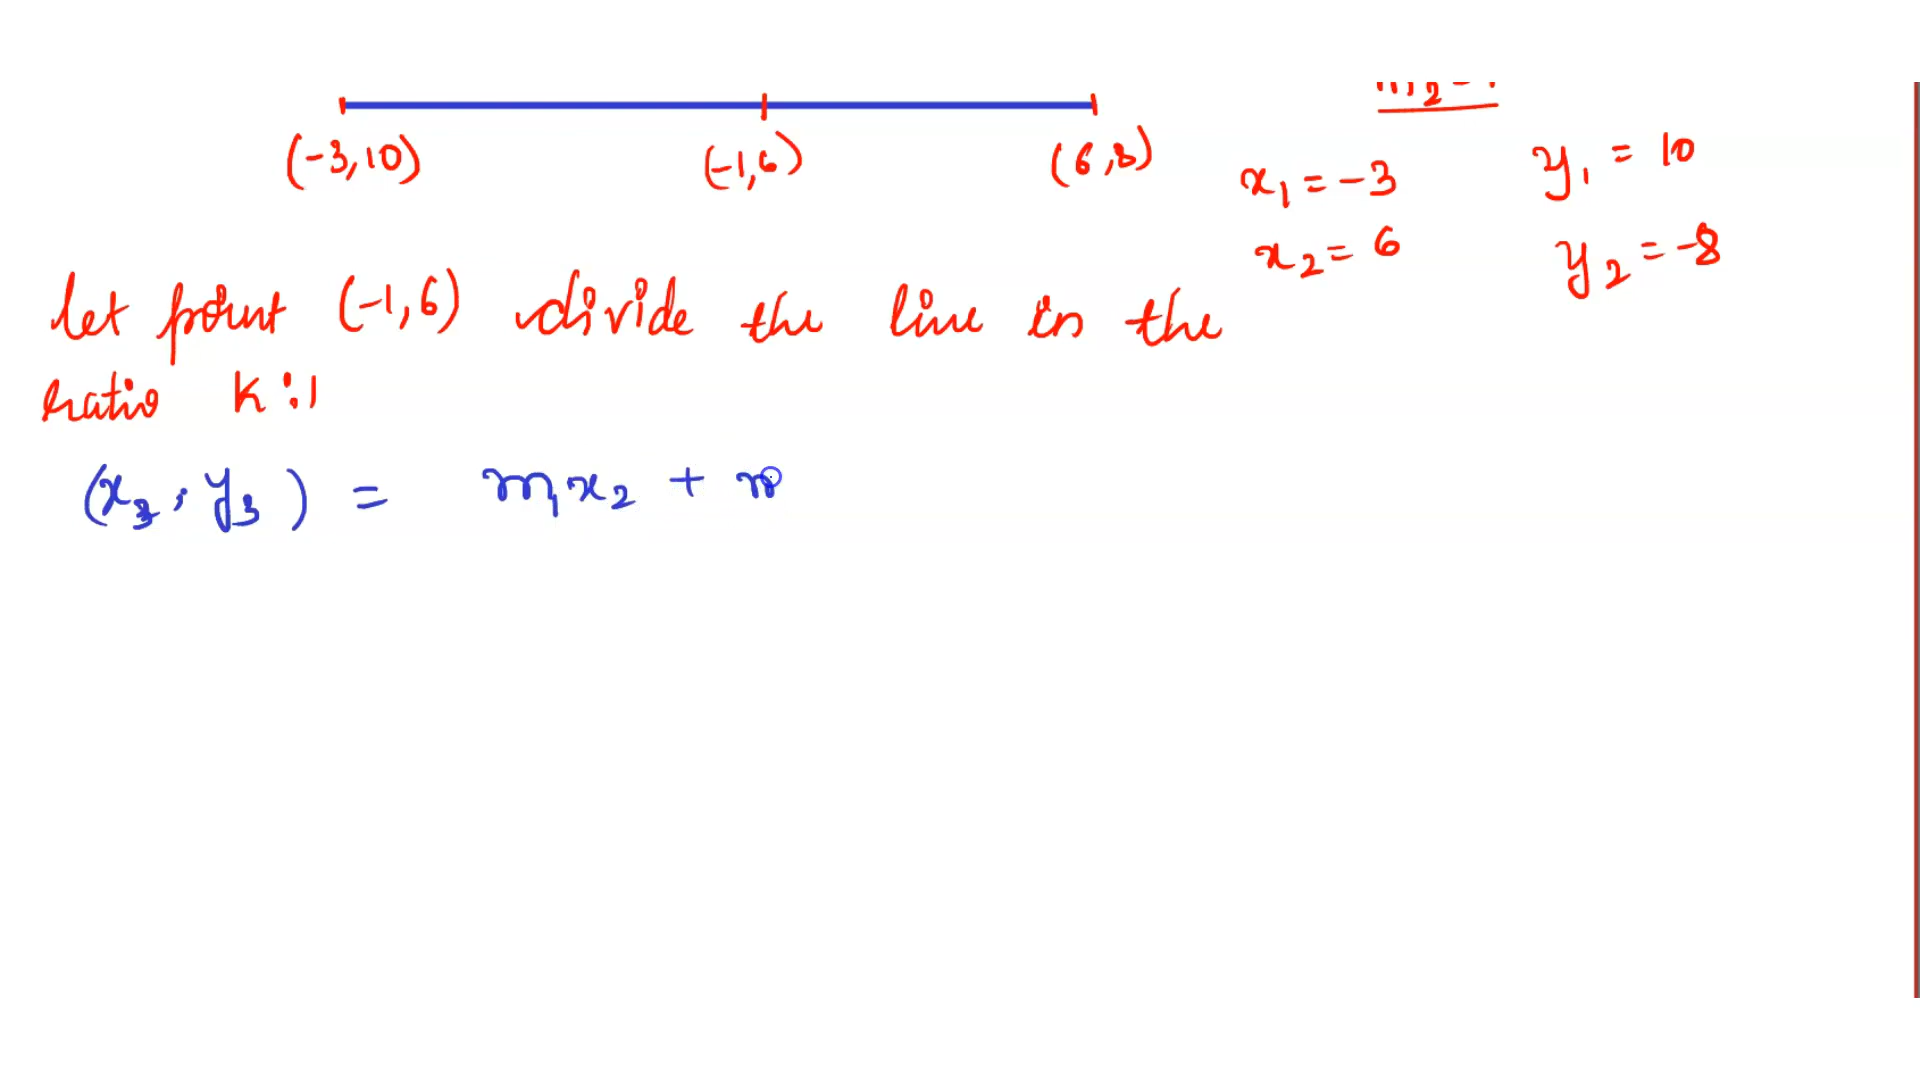 (-3,10) (-1,6) (6,8)
x₁ = -3 y₁ = 10
x₂ = 6 y₂ = -8
let point (-1,6) divide the line in the
ratio K:1
(x₃, y₃) = m₁x₂ +